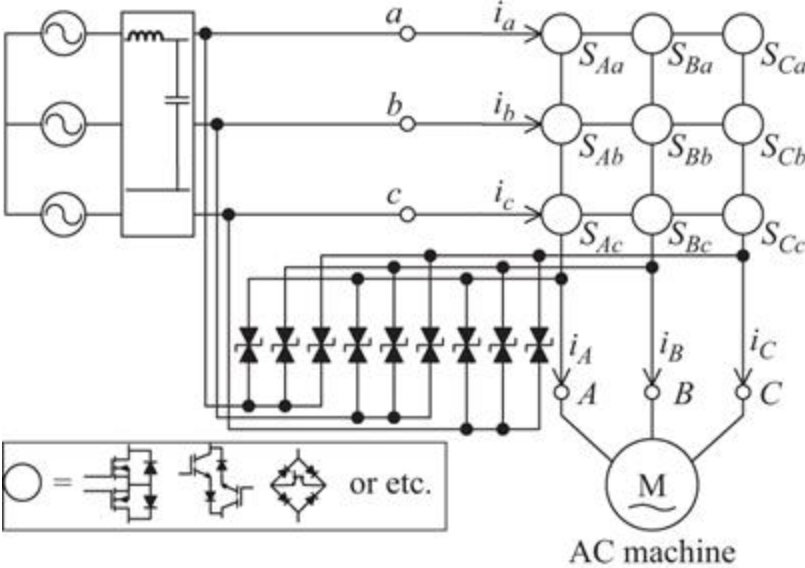 a
i_a
S_Aa
S_Ba
S_Ca
b
i_b
S_Ab
S_Bb
S_Cb
c
i_c
S_Ac
S_Bc
S_Cc
i_A
i_B
i_C
A
B
C
= or etc.
M
AC machine